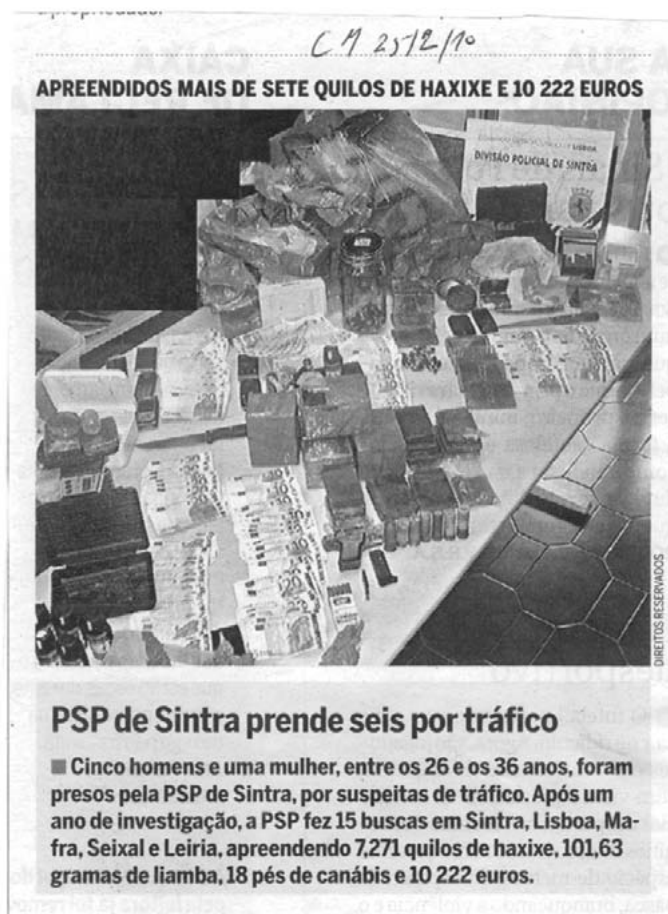 CM 25/2/10
APREENDIDOS MAIS DE SETE QUILOS DE HAXIXE E 10 222 EUROS
LISBOA
DIVISÃO POLICIAL DE SINTRA
DIREITOS RESERVADOS
PSP de Sintra prende seis por tráfico
■ Cinco homens e uma mulher, entre os 26 e os 36 anos, foram
presos pela PSP de Sintra, por suspeitas de tráfico. Após um
ano de investigação, a PSP fez 15 buscas em Sintra, Lisboa, Ma-
fra, Seixal e Leiria, apreendendo 7,271 quilos de haxixe, 101,63
gramas de liamba, 18 pés de canábis e 10 222 euros.